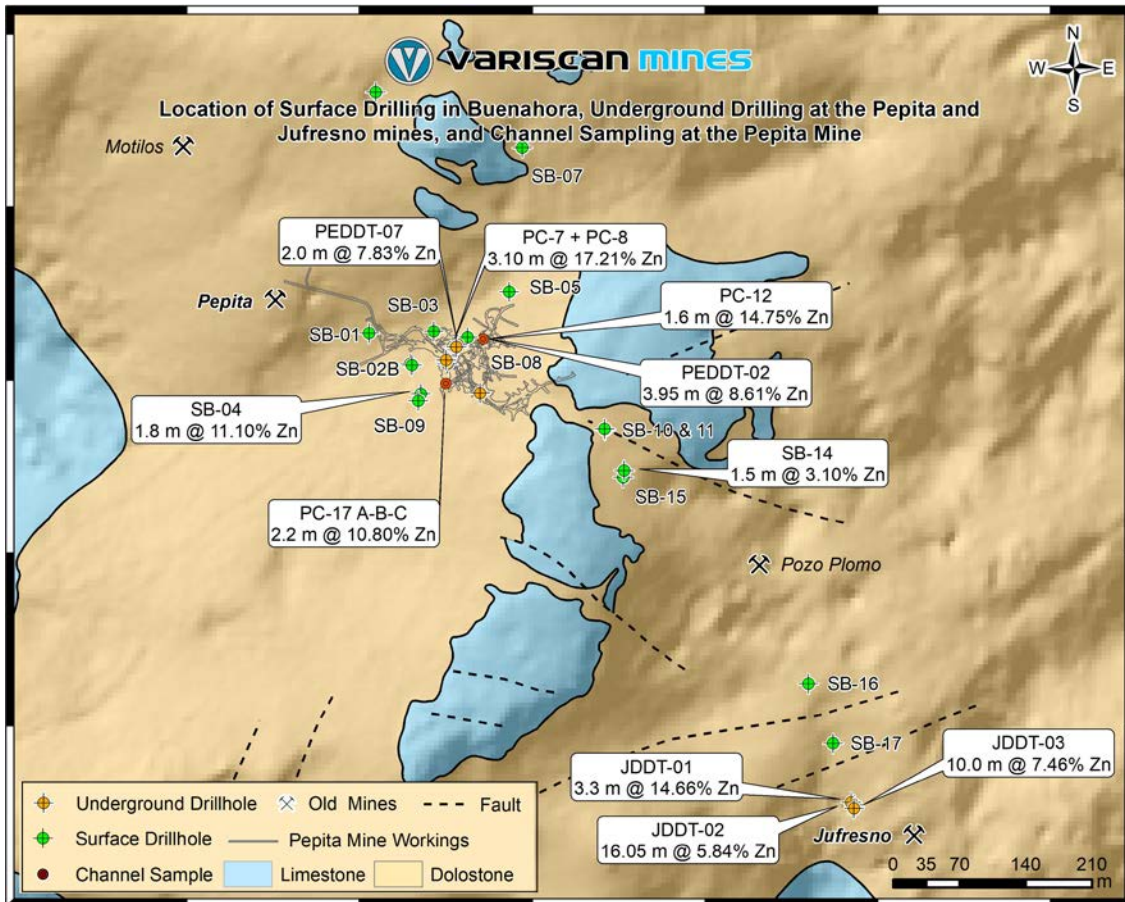 VARISCAN MINES
Location of Surface Drilling in Buenahora, Underground Drilling at the Pepita and
Jufresno mines, and Channel Sampling at the Pepita Mine
N
W E
S
Motilos
SB-07
PEDDT-07
2.0 m @ 7.83% Zn
PC-7 + PC-8
3.10 m @ 17.21% Zn
Pepita
SB-05
SB-03
PC-12
1.6 m @ 14.75% Zn
SB-01
SB-08
SB-02B
PEDDT-02
3.95 m @ 8.61% Zn
SB-04
1.8 m @ 11.10% Zn
SB-09
SB-10 & 11
SB-14
1.5 m @ 3.10% Zn
SB-15
PC-17 A-B-C
2.2 m @ 10.80% Zn
Pozo Plomo
SB-16
SB-17
JDDT-03
10.0 m @ 7.46% Zn
JDDT-01
3.3 m @ 14.66% Zn
JDDT-02
16.05 m @ 5.84% Zn
Jufresno
Underground Drillhole Old Mines Fault
Surface Drillhole Pepita Mine Workings
Channel Sample Limestone Dolostone
0 35 70 140 210
m